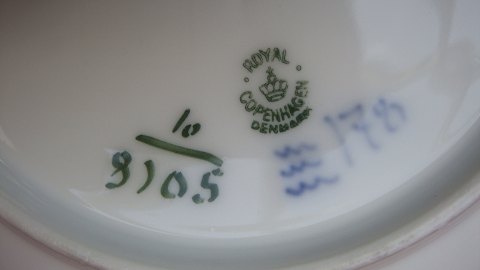 ROYAL
COPENHAGEN
DENMARK
10
9105
178